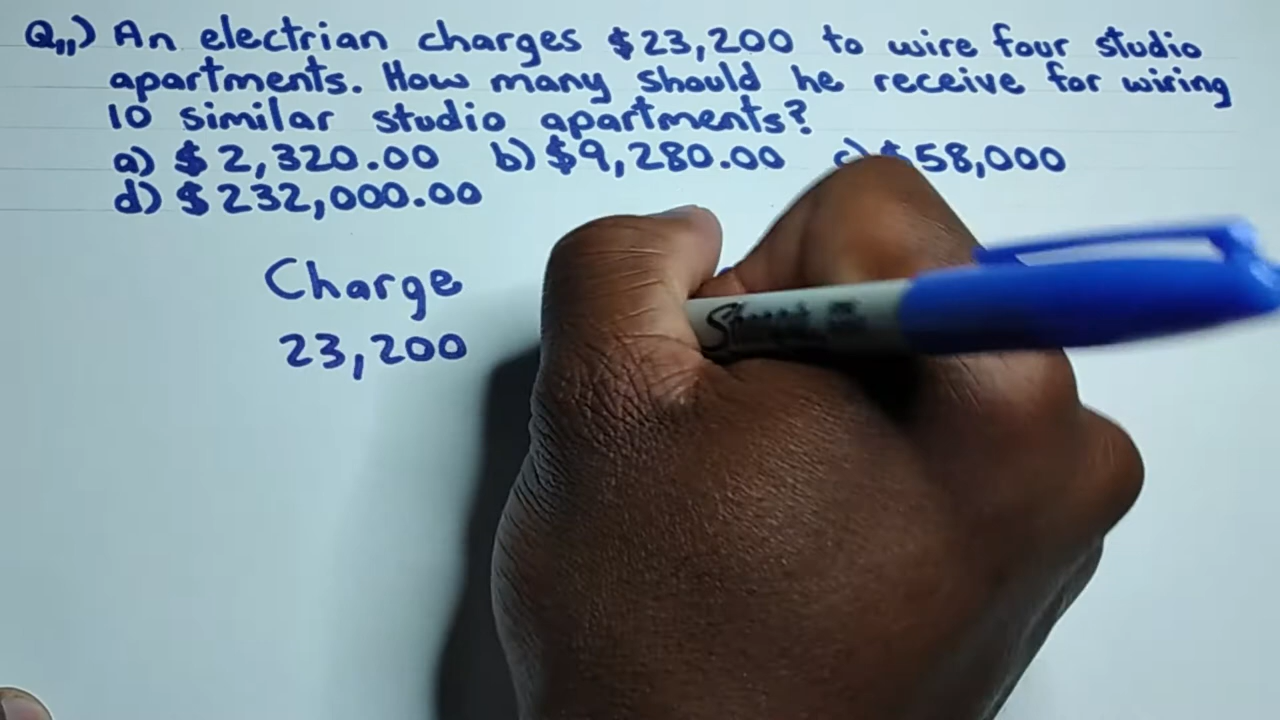 Q11) An electrian charges $23,200 to wire four studio
apartments. How many should he receive for wiring
10 similar studio apartments?
a) $2,320.00 b) $9,280.00 c) $58,000
d) $232,000.00
Charge
23,200